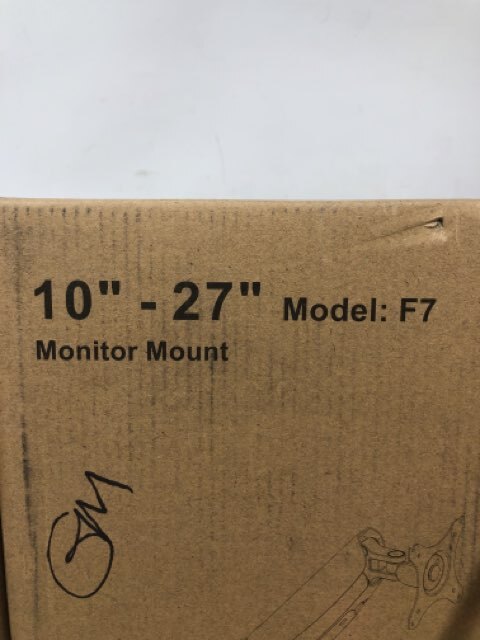 10" - 27" Model: F7
Monitor Mount